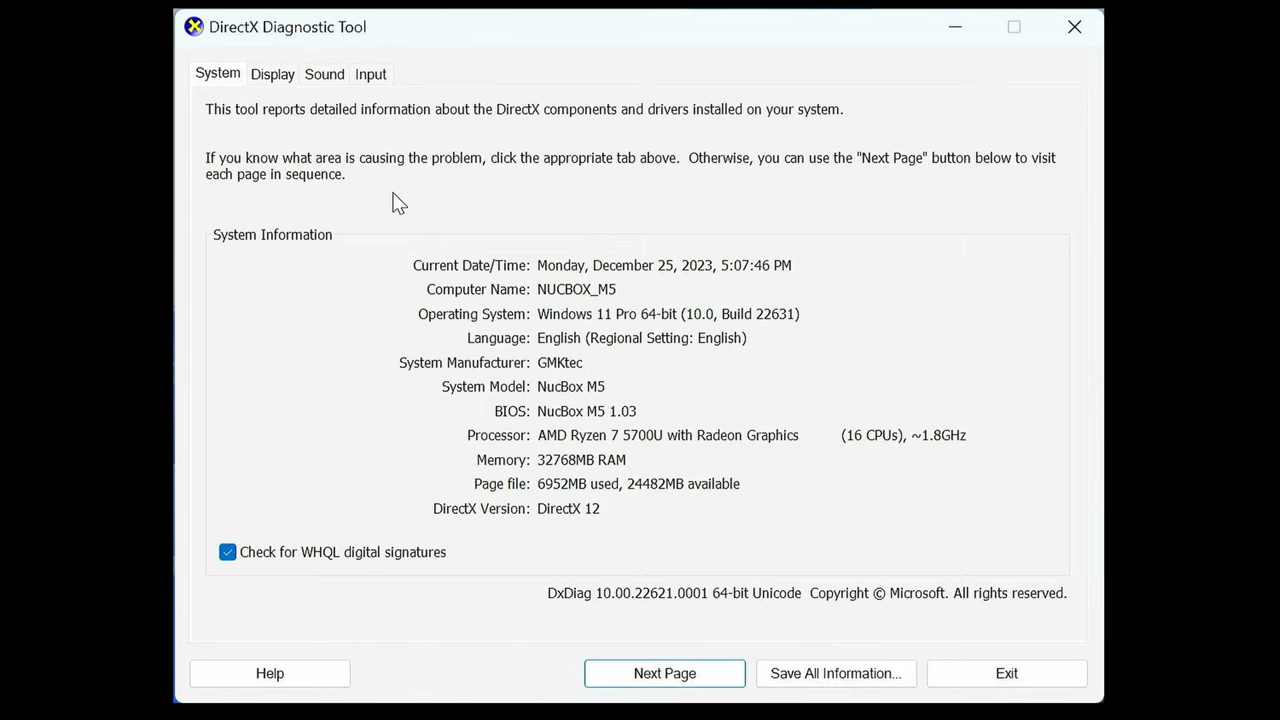 DirectX Diagnostic Tool
System Display Sound Input
This tool reports detailed information about the DirectX components and drivers installed on your system.
If you know what area is causing the problem, click the appropriate tab above.  Otherwise, you can use the "Next Page" button below to visit
each page in sequence.
System Information
Current Date/Time: Monday, December 25, 2023, 5:07:46 PM
Computer Name: NUCBOX_M5
Operating System: Windows 11 Pro 64-bit (10.0, Build 22631)
Language: English (Regional Setting: English)
System Manufacturer: GMKtec
System Model: NucBox M5
BIOS: NucBox M5 1.03
Processor: AMD Ryzen 7 5700U with Radeon Graphics (16 CPUs), ~1.8GHz
Memory: 32768MB RAM
Page file: 6952MB used, 24482MB available
DirectX Version: DirectX 12
Check for WHQL digital signatures
DxDiag 10.00.22621.0001 64-bit Unicode  Copyright © Microsoft. All rights reserved.
Help Next Page Save All Information... Exit